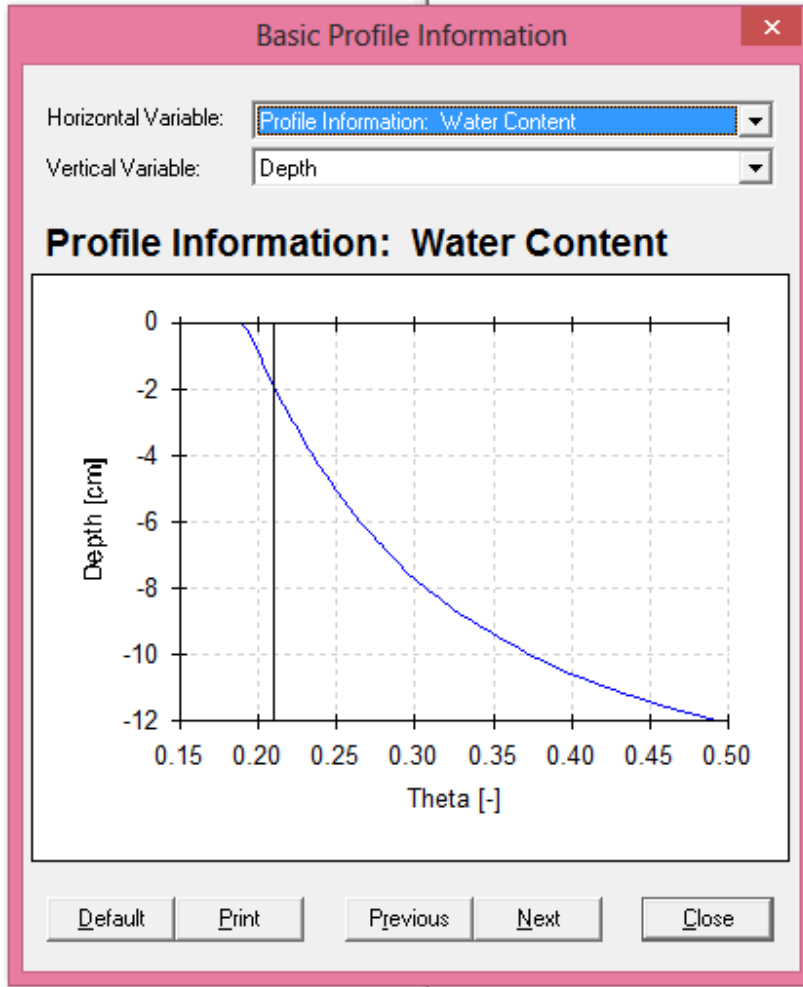 Basic Profile Information
×
Horizontal Variable: Profile Information: Water Content
Vertical Variable: Depth
Profile Information: Water Content
0
-2
-4
-6
-8
-10
-12
Depth [cm]
0.15 0.20 0.25 0.30 0.35 0.40 0.45 0.50
Theta [-]
Default Print Previous Next Close